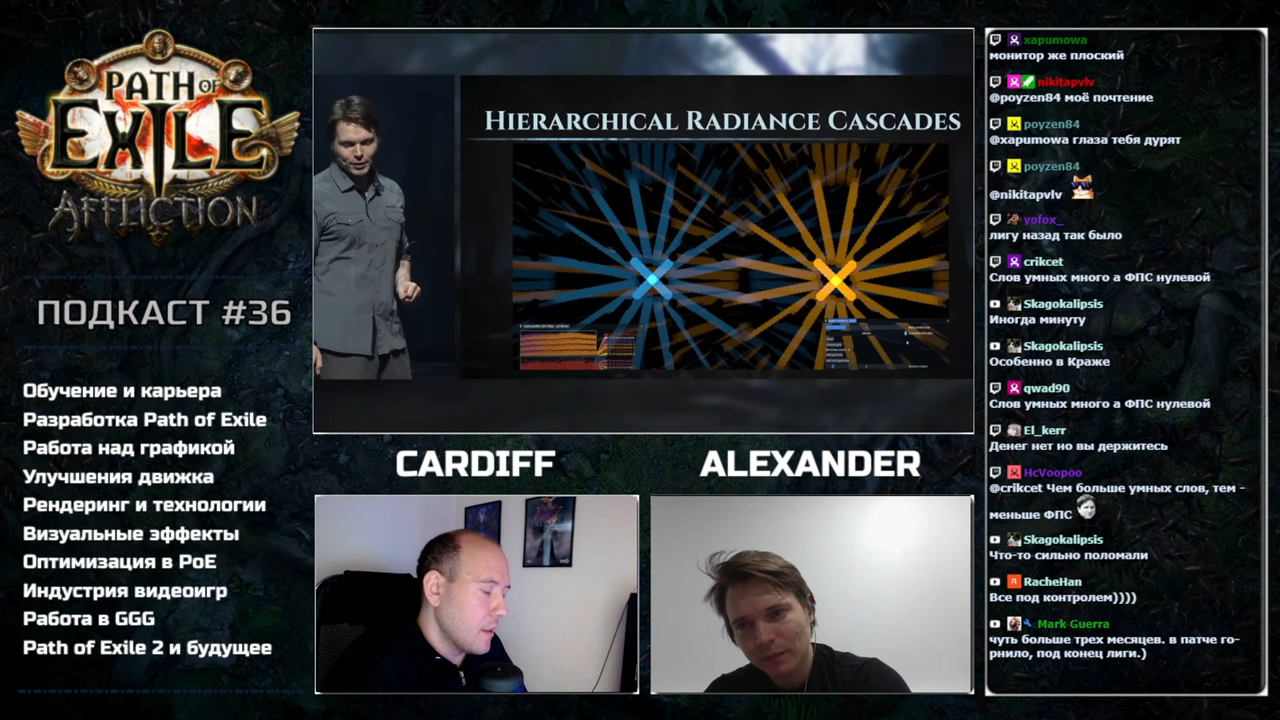 PATH OF
EXILE
AFFLICTION
ПОДКАСТ #36
Обучение и карьера
Разработка Path of Exile
Работа над графикой
Улучшения движка
Рендеринг и технологии
Визуальные эффекты
Оптимизация в PoE
Индустрия видеоигр
Работа в GGG
Path of Exile 2 и будущее
HIERARCHICAL RADIANCE CASCADES
CARDIFF
ALEXANDER
xapumowa
монитор же плоский
nikitapvlv
@poyzen84 моё почтение
poyzen84
@xapumowa глаза тебя дурят
poyzen84
@nikitapvlv
yofox_
лигу назад так было
crikcet
Слов умных много а ФПС нулевой
Skagokalipsis
Иногда минуту
Skagokalipsis
Особенно в Краже
qwad90
Слов умных много а ФПС нулевой
El_kerr
Денег нет но вы держитесь
HcVoopoo
@crikcet Чем больше умных слов, тем -
меньше ФПС
Skagokalipsis
Что-то сильно поломали
RacheHan
Все под контролем))))
Mark Guerra
чуть больше трех месяцев. в патче го-
рнило, под конец лиги.)